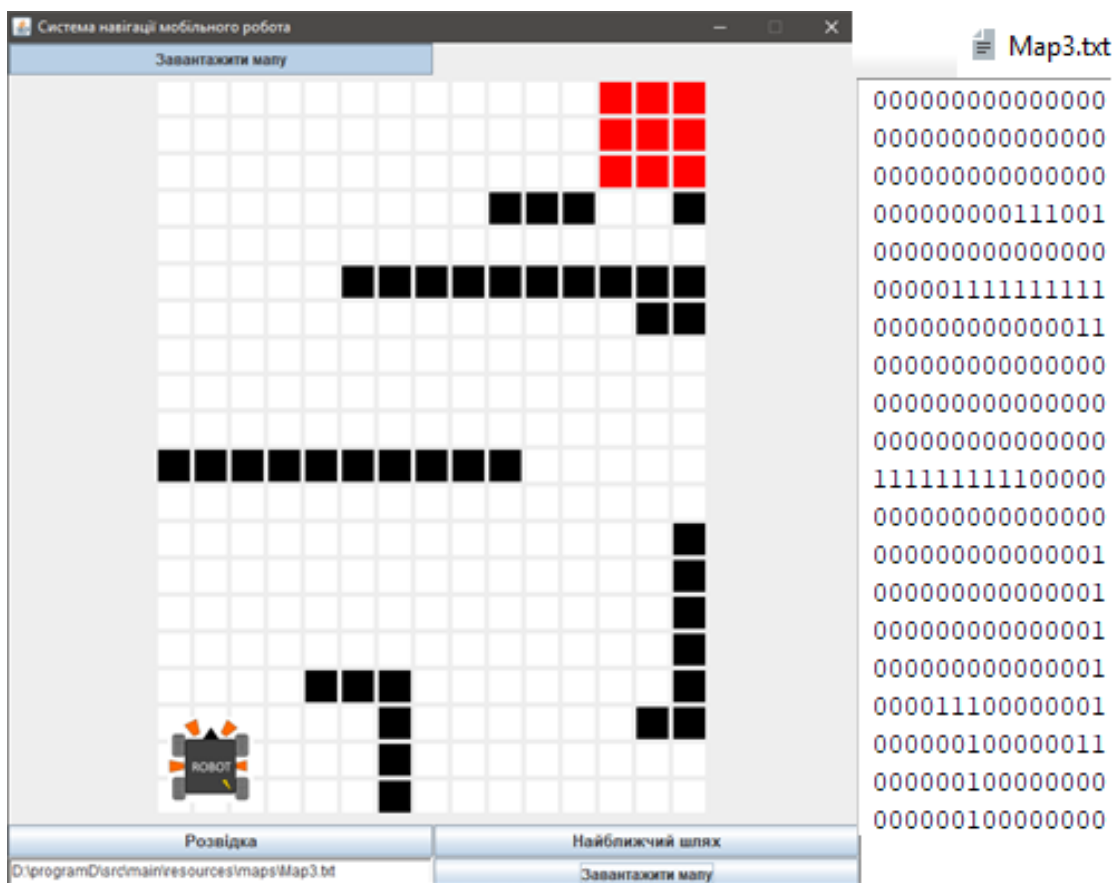 Система навігації мобільного робота
Завантажити мапу
ROBOT
Розвідка
Найближчий шлях
D:\programD\src\main\resources\maps\Map3.txt
Завантажити мапу
Map3.txt
000000000000000
000000000000000
000000000000000
000000000111001
000000000000000
000001111111111
000000000000011
000000000000000
000000000000000
000000000000000
111111111100000
000000000000000
000000000000001
000000000000001
000000000000001
000000000000001
000011100000001
000000100000011
000000100000000
000000100000000